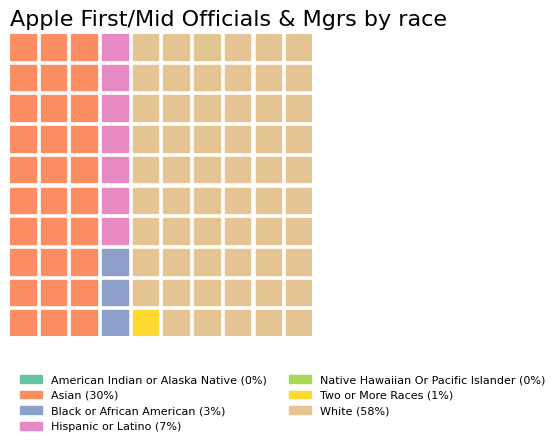 Apple First/Mid Officials & Mgrs by race
American Indian or Alaska Native (0%)
Asian (30%)
Black or African American (3%)
Hispanic or Latino (7%)
Native Hawaiian Or Pacific Islander (0%)
Two or More Races (1%)
White (58%)